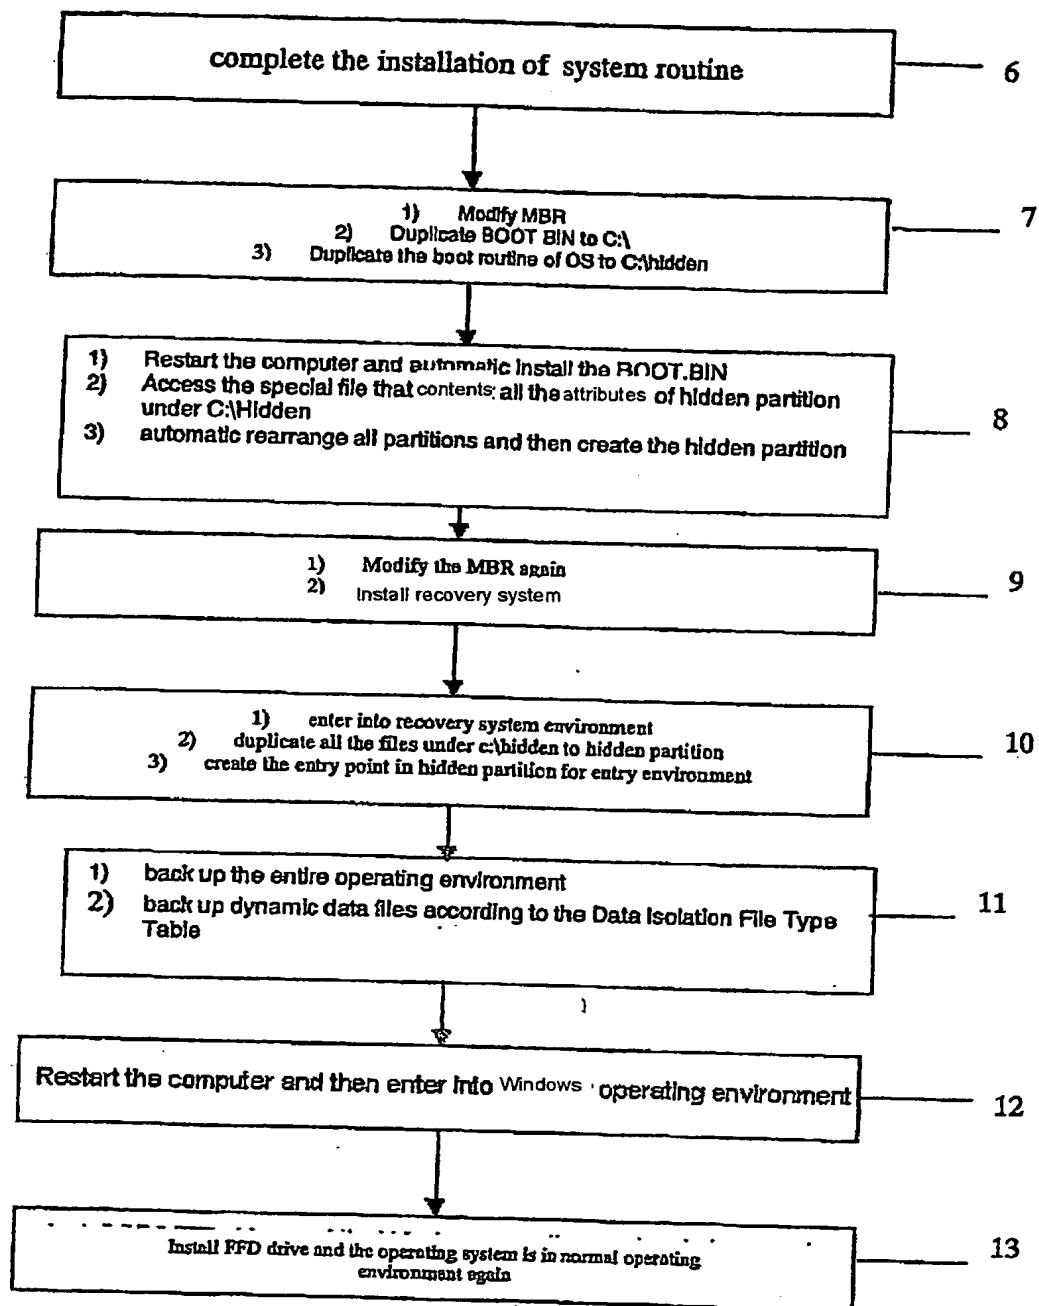 complete the installation of system routine
6
1) Modify MBR
2) Duplicate BOOT BIN to C:\
3) Duplicate the boot routine of OS to C:\hidden
7
1) Restart the computer and automatic install the BOOT.BIN
2) Access the special file that contents: all the attributes of hidden partition
under C:\Hidden
3) automatic rearrange all partitions and then create the hidden partition
8
1) Modify the MBR again
2) Install recovery system
9
1) enter into recovery system environment
2) duplicate all the files under c:\hidden to hidden partition
3) create the entry point in hidden partition for entry environment
10
1) back up the entire operating environment
2) back up dynamic data files according to the Data Isolation File Type
Table
11
Restart the computer and then enter into Windows operating environment
12
Install FFD drive and the operating system is in normal operating
environment again
13